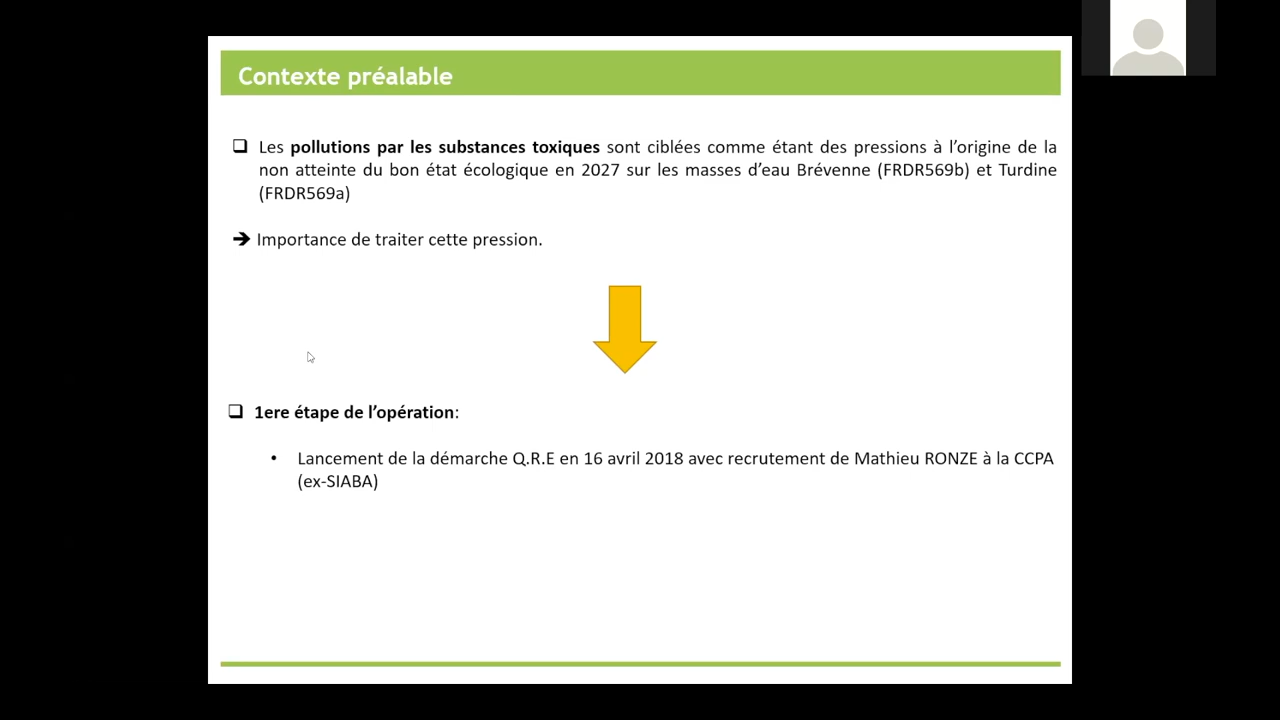 Contexte préalable
Les pollutions par les substances toxiques sont ciblées comme étant des pressions à l’origine de la
non atteinte du bon état écologique en 2027 sur les masses d’eau Brévenne (FRDR569b) et Turdine
(FRDR569a)
➔ Importance de traiter cette pression.
1ere étape de l’opération:
• Lancement de la démarche Q.R.E en 16 avril 2018 avec recrutement de Mathieu RONZE à la CCPA
(ex-SIABA)